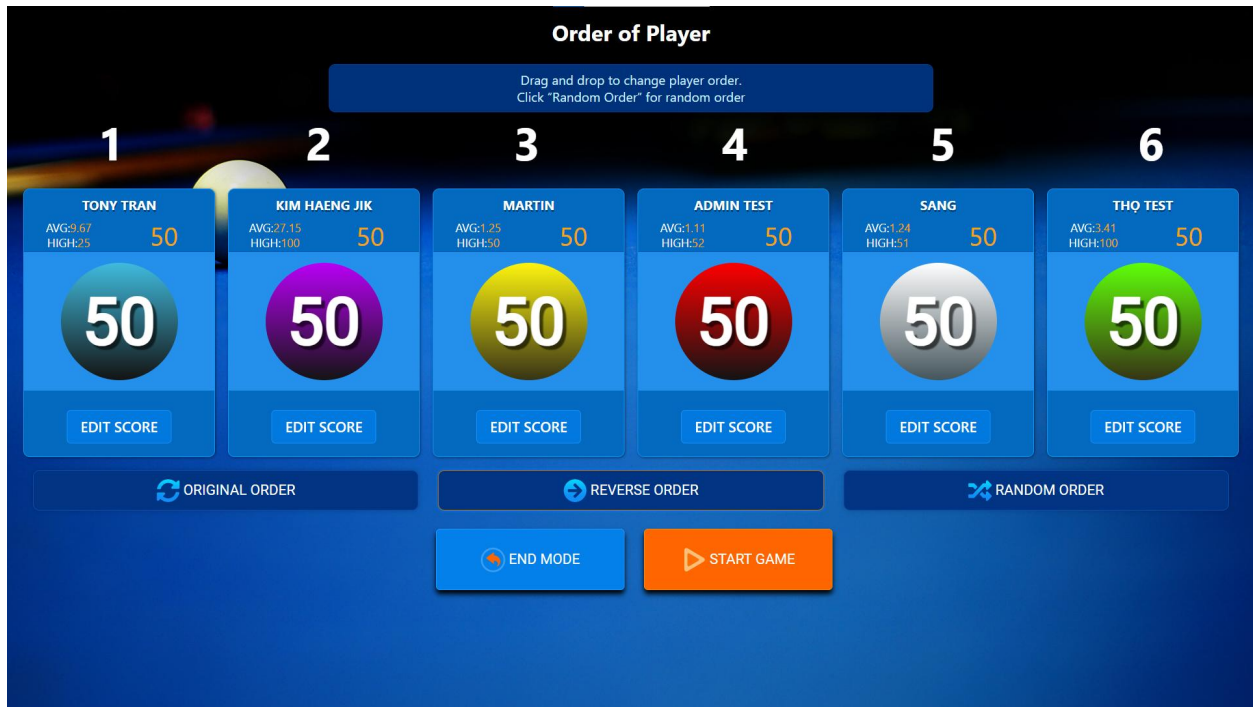 Order of Player
Drag and drop to change player order.
Click "Random Order" for random order
1 2 3 4 5 6
TONY TRAN
AVG:9.67
HIGH:25
50
50
EDIT SCORE
KIM HAENG JIK
AVG:27.15
HIGH:100
50
50
EDIT SCORE
MARTIN
AVG:1.25
HIGH:50
50
50
EDIT SCORE
ADMIN TEST
AVG:1.11
HIGH:52
50
50
EDIT SCORE
SANG
AVG:1.24
HIGH:51
50
50
EDIT SCORE
THỌ TEST
AVG:3.41
HIGH:100
50
50
EDIT SCORE
ORIGINAL ORDER
REVERSE ORDER
RANDOM ORDER
END MODE
START GAME